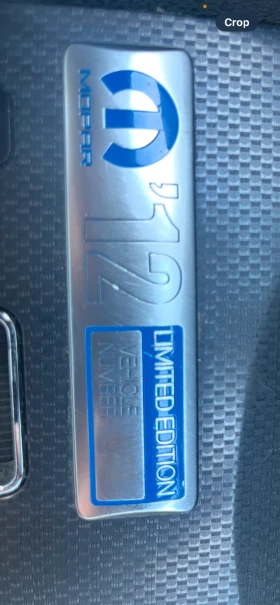 Crop
MOPAR
'12
LIMITED EDITION
VEHICLE
NUMBER